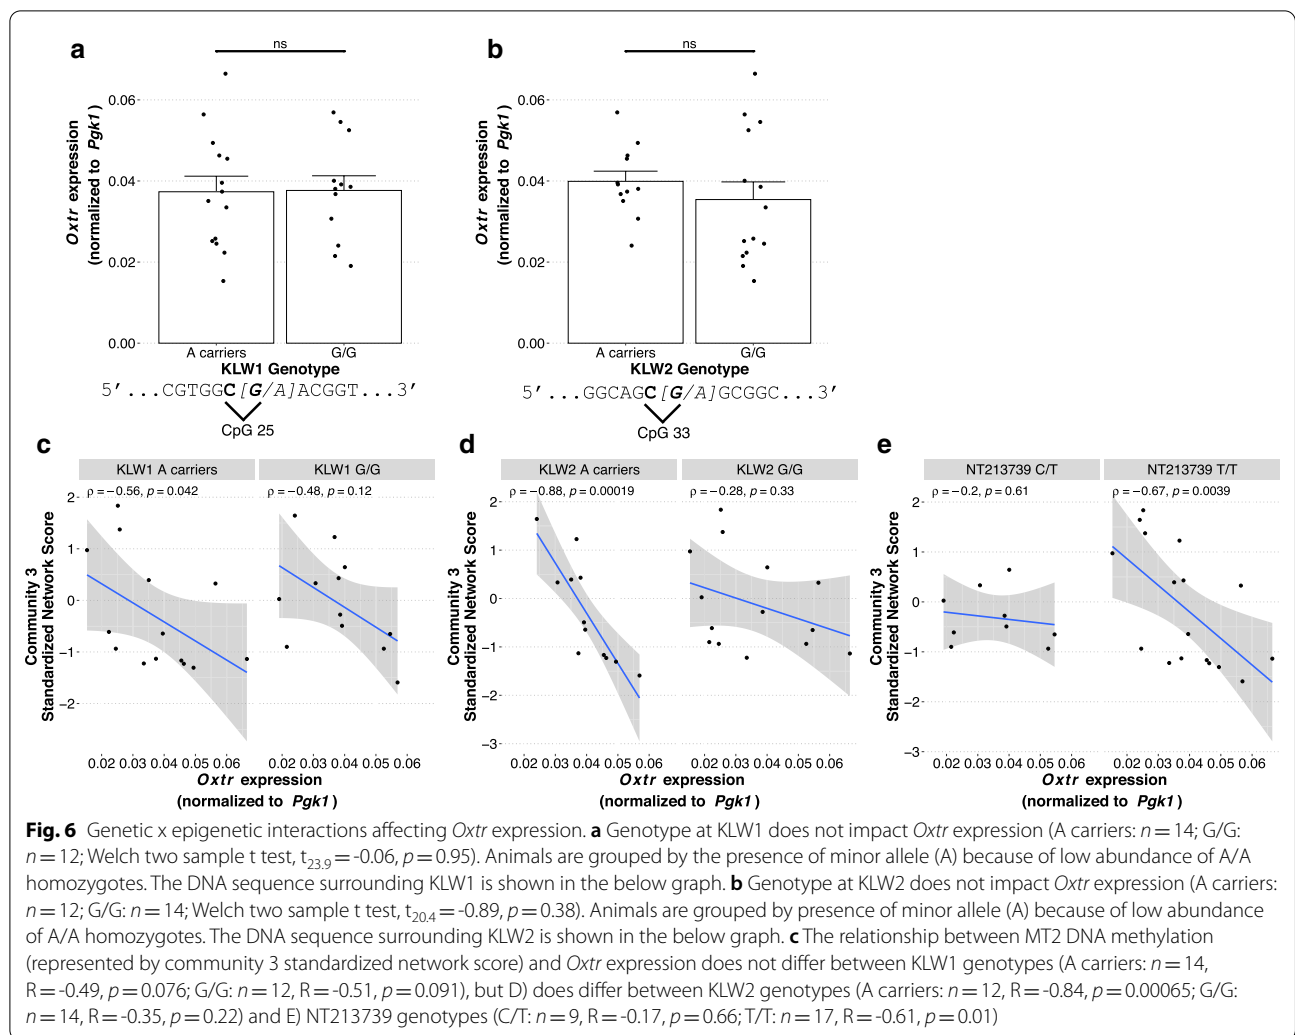 a
ns
Oxtr expression
(normalized to Pgk1)
0.06
0.04
0.02
0.00
A carriers G/G
KLW1 Genotype
5′ ...CGTGGC[G/A]ACGGT...3′
CpG 25
b
ns
Oxtr expression
(normalized to Pgk1)
0.06
0.04
0.02
0.00
A carriers G/G
KLW2 Genotype
5′ ...GGCAGC[G/A]GCGGC...3′
CpG 33
c
KLW1 A carriers KLW1 G/G
ρ = −0.56, p = 0.042 ρ = −0.48, p = 0.12
Community 3
Standardized Network Score
2
1
0
−1
−2
0.02 0.03 0.04 0.05 0.06 0.02 0.03 0.04 0.05 0.06
Oxtr expression
(normalized to Pgk1)
d
KLW2 A carriers KLW2 G/G
ρ = −0.88, p = 0.00019 ρ = −0.28, p = 0.33
Community 3
Standardized Network Score
2
1
0
−1
−2
−3
0.02 0.03 0.04 0.05 0.06 0.02 0.03 0.04 0.05 0.06
Oxtr expression
(normalized to Pgk1)
e
NT213739 C/T NT213739 T/T
ρ = −0.2, p = 0.61 ρ = −0.67, p = 0.0039
Community 3
Standardized Network Score
2
1
0
−1
−2
−3
0.02 0.03 0.04 0.05 0.06 0.02 0.03 0.04 0.05 0.06
Oxtr expression
(normalized to Pgk1)
Fig. 6 Genetic x epigenetic interactions affecting Oxtr expression. a Genotype at KLW1 does not impact Oxtr expression (A carriers: n = 14; G/G:
n = 12; Welch two sample t test, t23.9 = -0.06, p = 0.95). Animals are grouped by the presence of minor allele (A) because of low abundance of A/A
homozygotes. The DNA sequence surrounding KLW1 is shown in the below graph. b Genotype at KLW2 does not impact Oxtr expression (A carriers:
n = 12; G/G: n = 14; Welch two sample t test, t20.4 = -0.89, p = 0.38). Animals are grouped by presence of minor allele (A) because of low abundance
of A/A homozygotes. The DNA sequence surrounding KLW2 is shown in the below graph. c The relationship between MT2 DNA methylation
(represented by community 3 standardized network score) and Oxtr expression does not differ between KLW1 genotypes (A carriers: n = 14,
R = -0.49, p = 0.076; G/G: n = 12, R = -0.51, p = 0.091), but D) does differ between KLW2 genotypes (A carriers: n = 12, R = -0.84, p = 0.00065; G/G:
n = 14, R = -0.35, p = 0.22) and E) NT213739 genotypes (C/T: n = 9, R = -0.17, p = 0.66; T/T: n = 17, R = -0.61, p = 0.01)